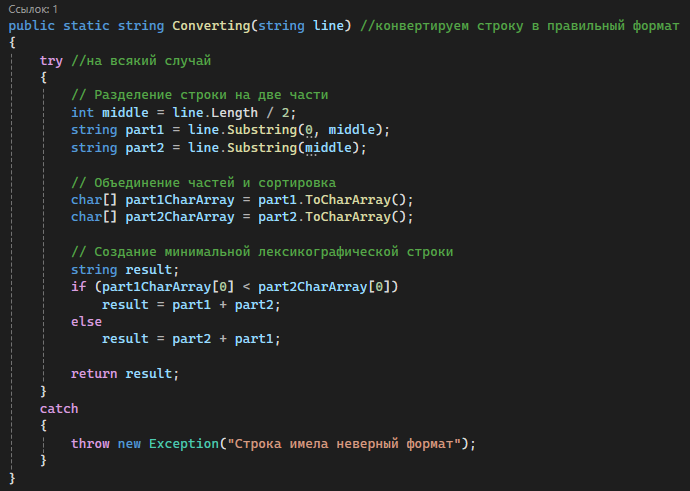 Ссылок: 1
public static string Converting(string line) //конвертируем строку в правильный формат
{
    try //на всякий случай
    {
        // Разделение строки на две части
        int middle = line.Length / 2;
        string part1 = line.Substring(0, middle);
        string part2 = line.Substring(middle);

        // Объединение частей и сортировка
        char[] part1CharArray = part1.ToCharArray();
        char[] part2CharArray = part2.ToCharArray();

        // Создание минимальной лексикографической строки
        string result;
        if (part1CharArray[0] < part2CharArray[0])
            result = part1 + part2;
        else
            result = part2 + part1;

        return result;
    }
    catch
    {
        throw new Exception("Строка имела неверный формат");
    }
}